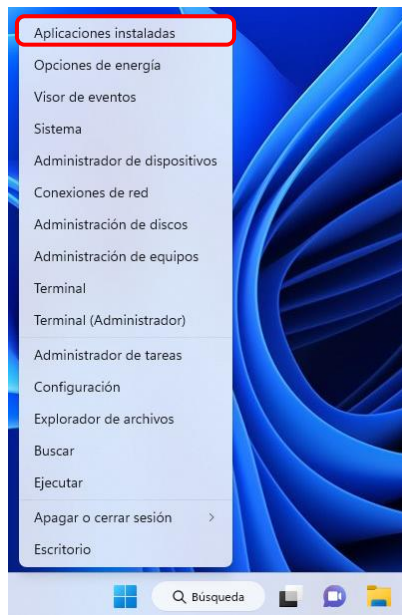 Aplicaciones instaladas
Opciones de energía
Visor de eventos
Sistema
Administrador de dispositivos
Conexiones de red
Administración de discos
Administración de equipos
Terminal
Terminal (Administrador)
Administrador de tareas
Configuración
Explorador de archivos
Buscar
Ejecutar
Apagar o cerrar sesión
Escritorio
Búsqueda